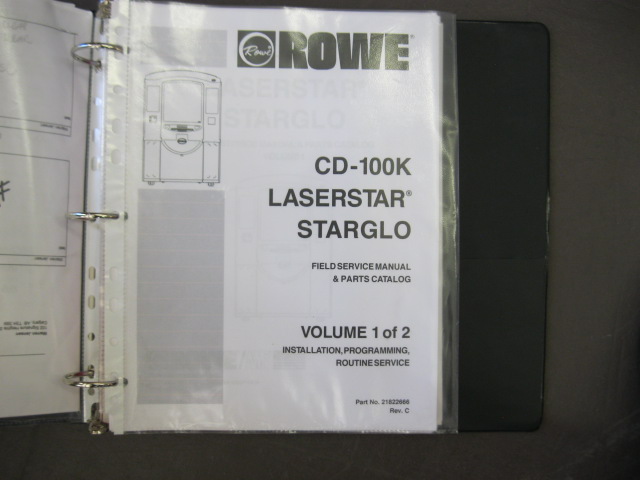 Rowe
ROWE®
CD-100K
LASERSTAR®
STARGLO
FIELD SERVICE MANUAL
& PARTS CATALOG
VOLUME 1 of 2
INSTALLATION, PROGRAMMING,
ROUTINE SERVICE
Part No. 21822666
Rev. C